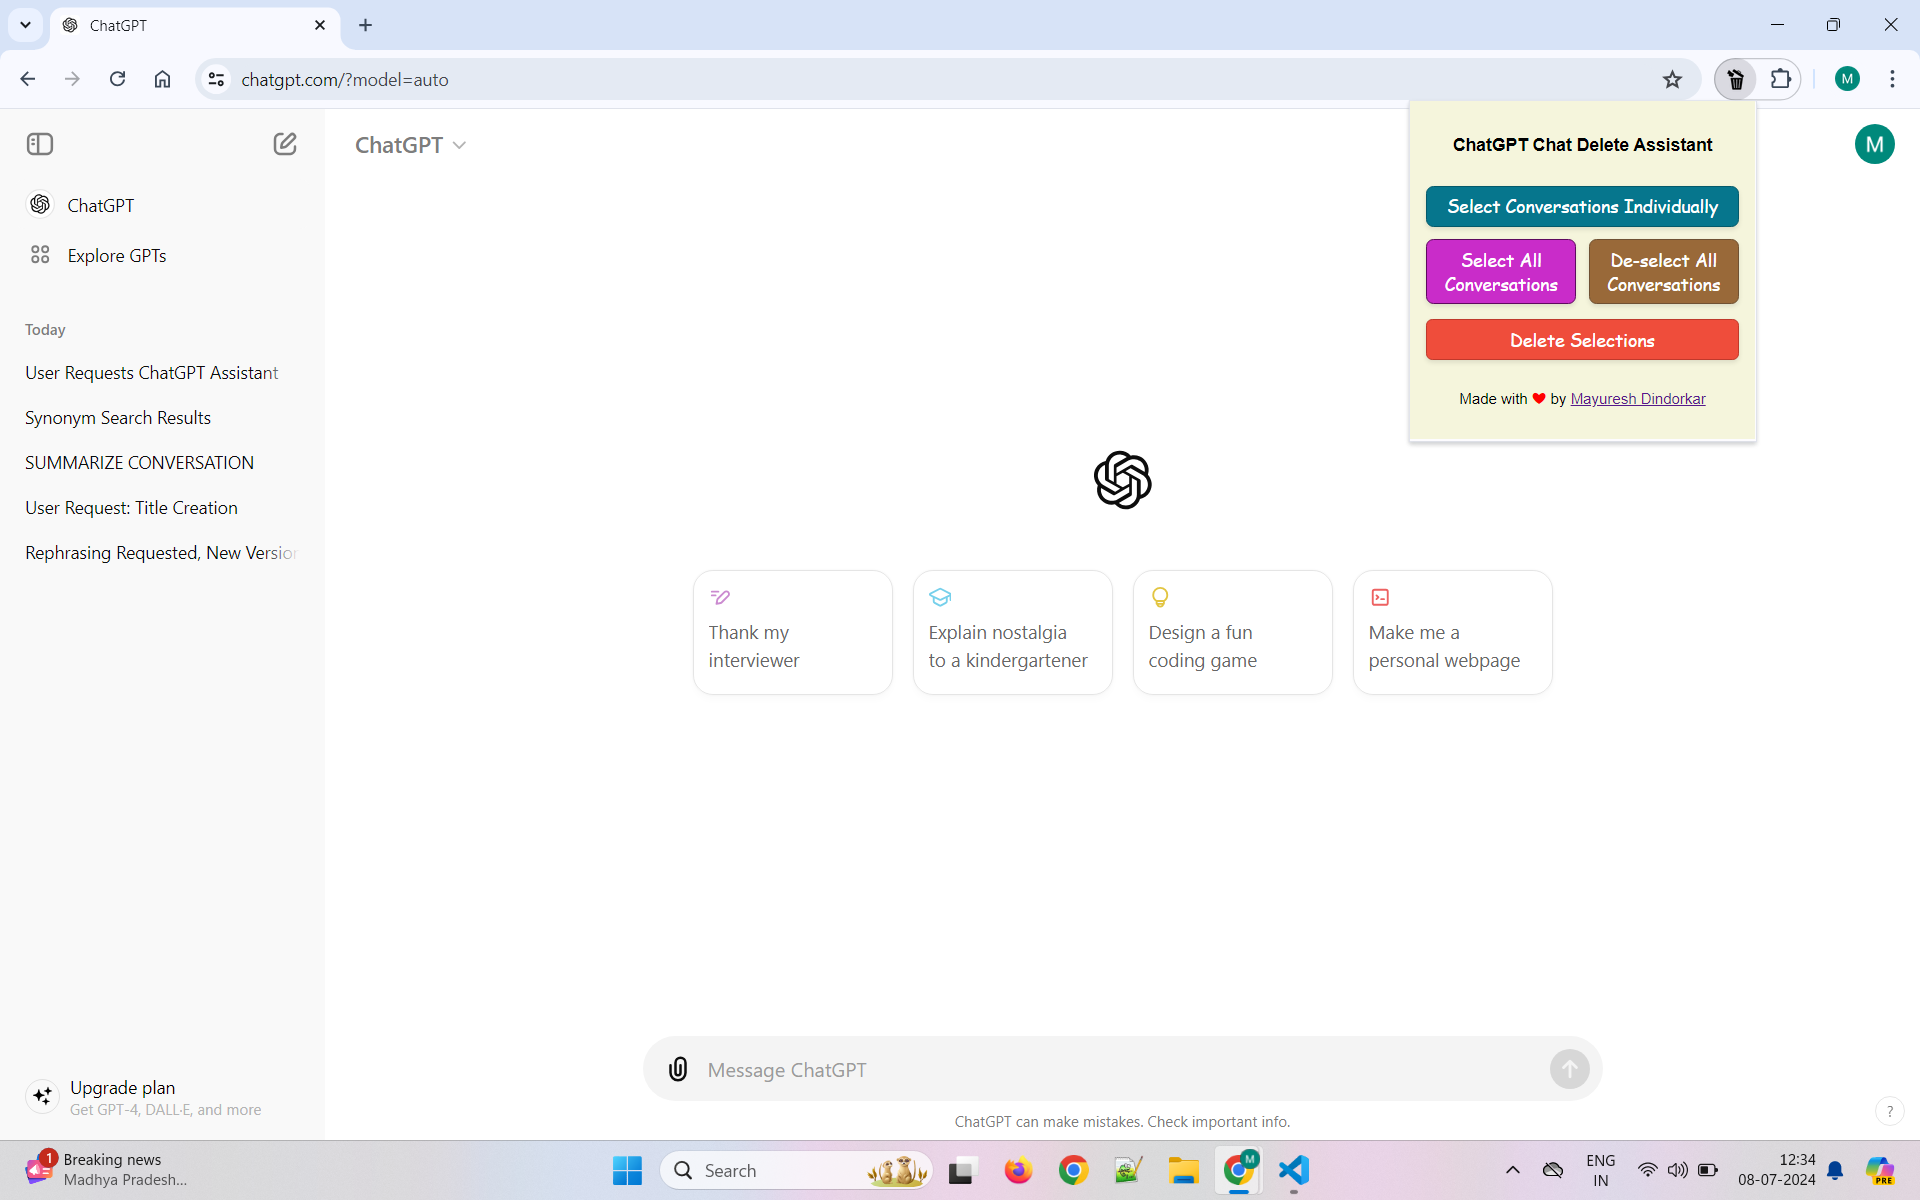 ChatGPT
chatgpt.com/?model=auto
M
ChatGPT
ChatGPT
Explore GPTs
Today
User Requests ChatGPT Assistant
Synonym Search Results
SUMMARIZE CONVERSATION
User Request: Title Creation
Rephrasing Requested, New Version
Upgrade plan
Get GPT-4, DALL·E, and more
ChatGPT Chat Delete Assistant
Select Conversations Individually
Select All
Conversations
De-select All
Conversations
Delete Selections
Made with ❤ by Mayuresh Dindorkar
M
Thank my
interviewer
Explain nostalgia
to a kindergartener
Design a fun
coding game
Make me a
personal webpage
Message ChatGPT
ChatGPT can make mistakes. Check important info.
?
1
Breaking news
Madhya Pradesh...
Search
M
ENG
IN
12:34
08-07-2024
PRE